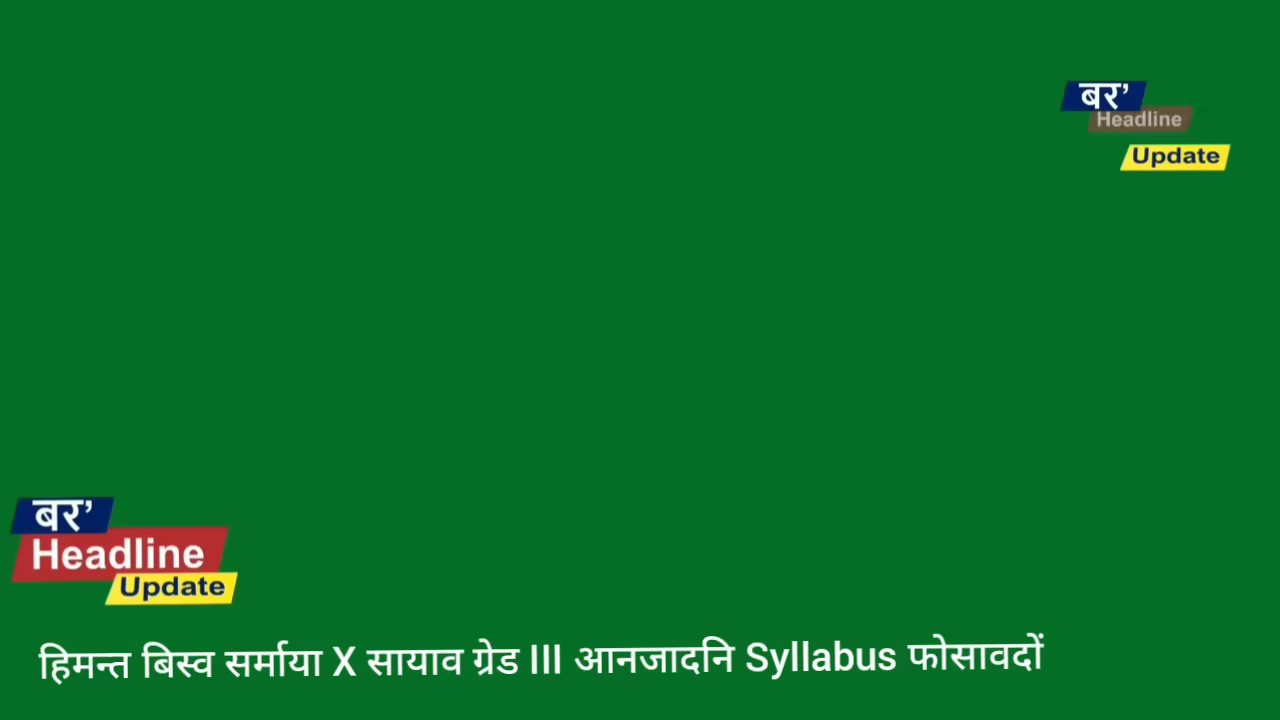 बर’
Headline
Update
बर’
Headline
Update
हिमन्त बिस्व सर्माया X सायाव ग्रेड III आनजादनि Syllabus फोसावदों